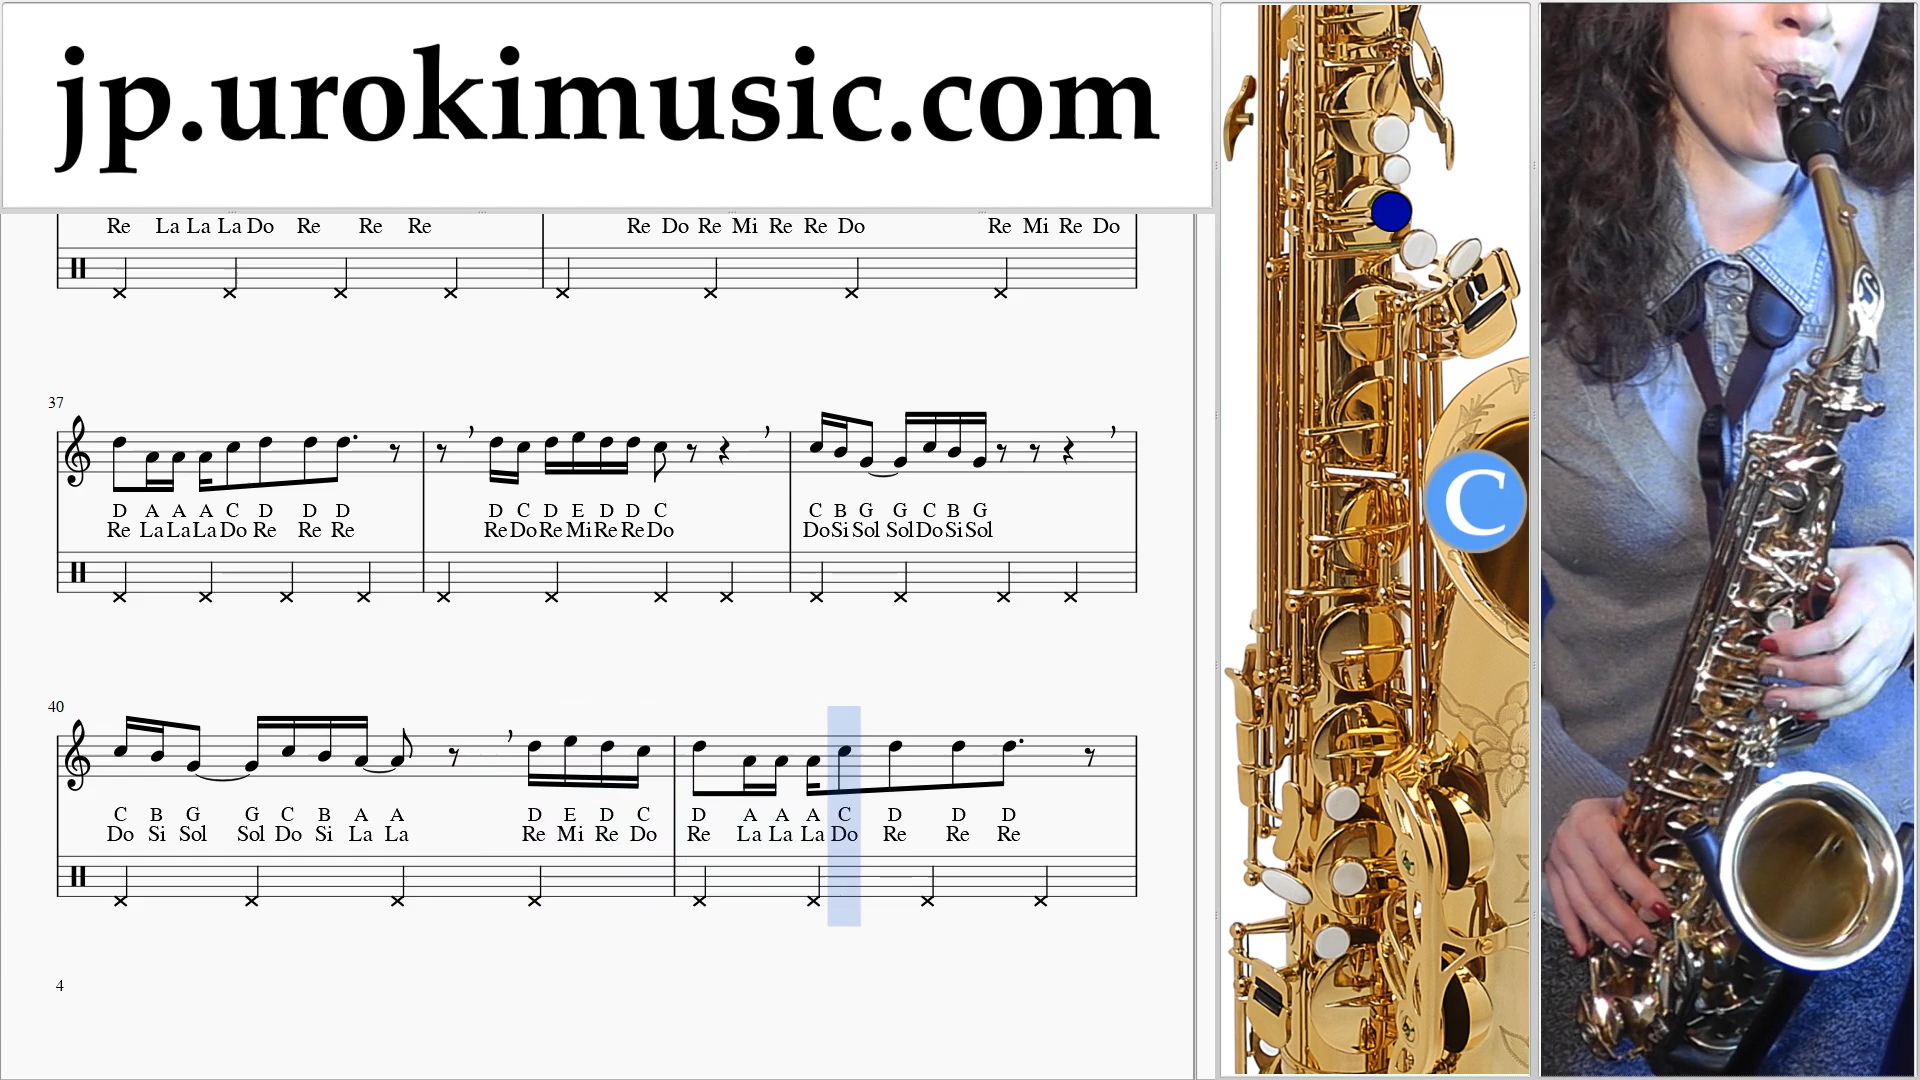 jp.urokimusic.com
Re La La La Do Re Re Re Re Do Re Mi Re Re Do Re Mi Re Do
37
D A A A C D D D D C D E D D C C B G G C B G
Re La La La Do Re Re Re Re Do Re Mi Re Re Do Do Si Sol Sol Do Si Sol
40
C B G G C B A A D E D C D A A A C D D D
Do Si Sol Sol Do Si La La Re Mi Re Do Re La La La Do Re Re Re
4
C